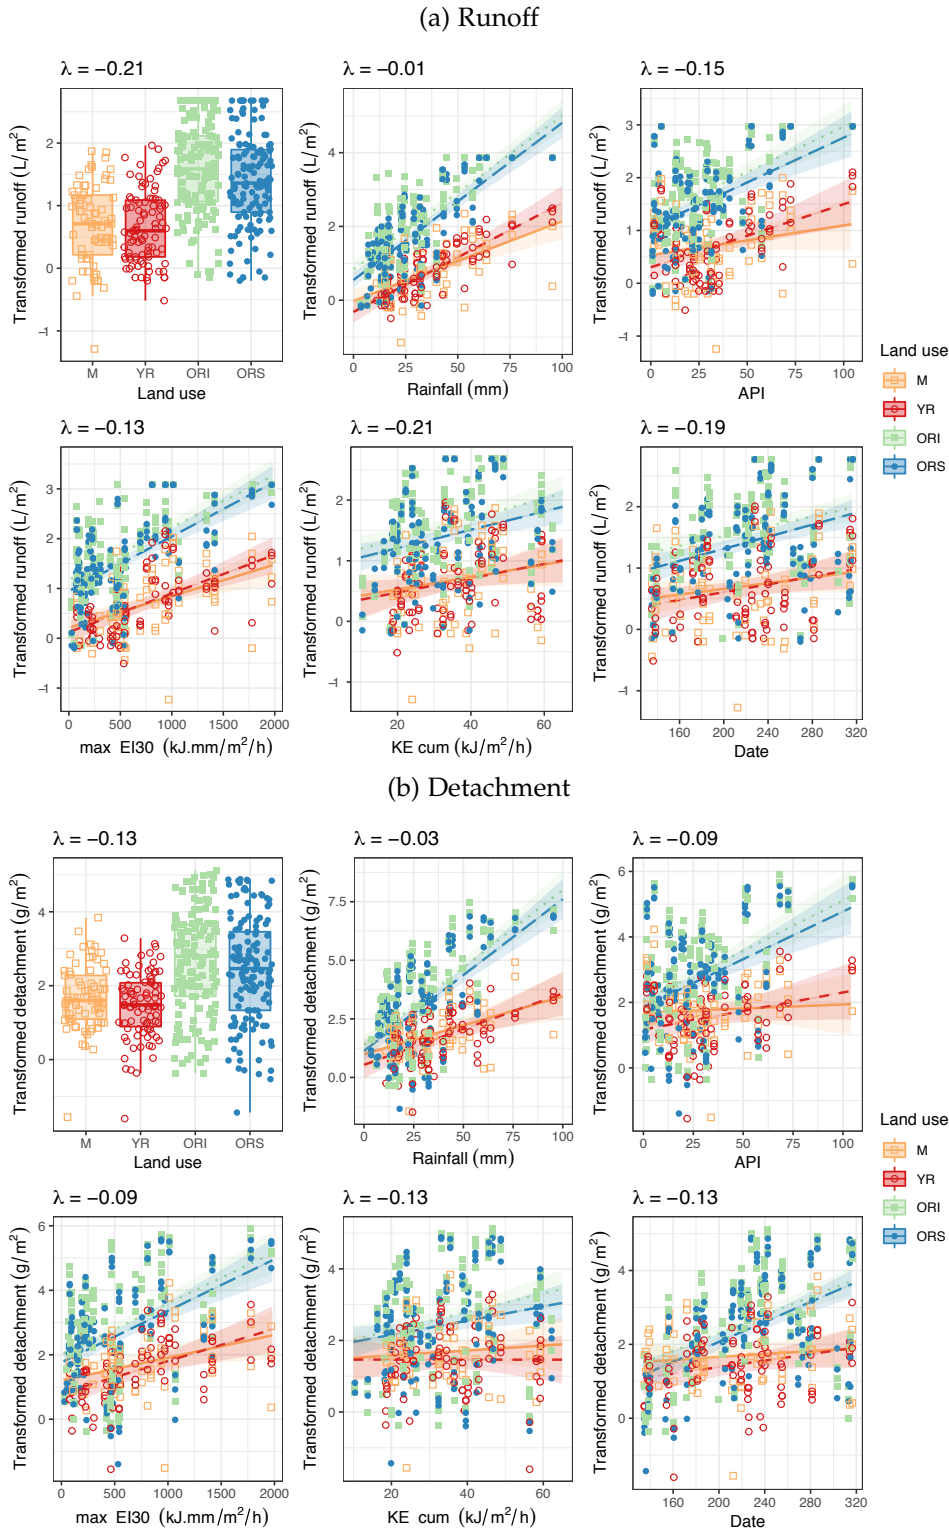 (a) Runoff
λ = −0.21
λ = −0.01
λ = −0.15
Transformed runoff (L/m²)
2
1
0
−1
M YR ORI ORS
Land use
Transformed runoff (L/m²)
4
2
0
0 25 50 75 100
Rainfall (mm)
Transformed runoff (L/m²)
3
2
1
0
−1
0 25 50 75 100
API
Land use
M
YR
ORI
ORS
λ = −0.13
λ = −0.21
λ = −0.19
Transformed runoff (L/m²)
3
2
1
0
−1
0 500 1000 1500 2000
max EI30 (kJ.mm/m²/h)
Transformed runoff (L/m²)
2
1
0
−1
20 40 60
KE cum (kJ/m²/h)
Transformed runoff (L/m²)
2
1
0
−1
160 200 240 280 320
Date
(b) Detachment
λ = −0.13
λ = −0.03
λ = −0.09
Transformed detachment (g/m²)
4
2
0
M YR ORI ORS
Land use
Transformed detachment (g/m²)
7.5
5.0
2.5
0.0
0 25 50 75 100
Rainfall (mm)
Transformed detachment (g/m²)
6
4
2
0
0 25 50 75 100
API
Land use
M
YR
ORI
ORS
λ = −0.09
λ = −0.13
λ = −0.13
Transformed detachment (g/m²)
6
4
2
0
0 500 1000 1500 2000
max EI30 (kJ.mm/m²/h)
Transformed detachment (g/m²)
4
2
0
20 40 60
KE cum (kJ/m²/h)
Transformed detachment (g/m²)
4
2
0
160 200 240 280 320
Date